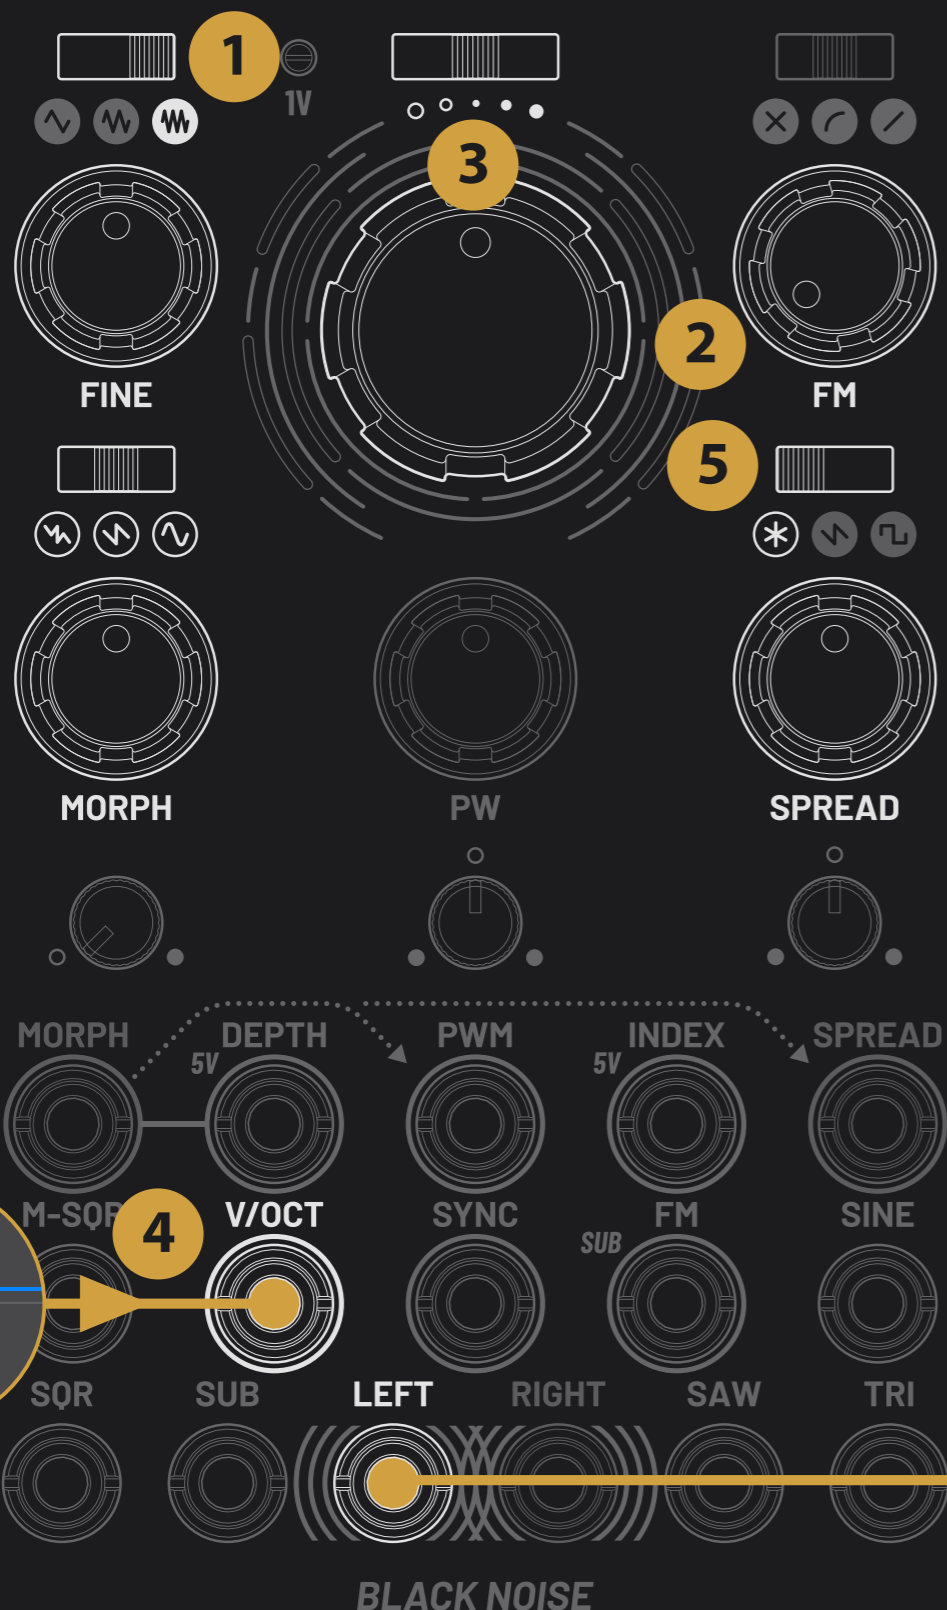 1
1V
3
2
FINE
FM
5
MORPH
PW
SPREAD
MORPH
DEPTH
PWM
INDEX
SPREAD
5V
5V
M-SQR
4
V/OCT
SYNC
FM
SINE
SUB
SQR
SUB
LEFT
RIGHT
SAW
TRI
BLACK NOISE